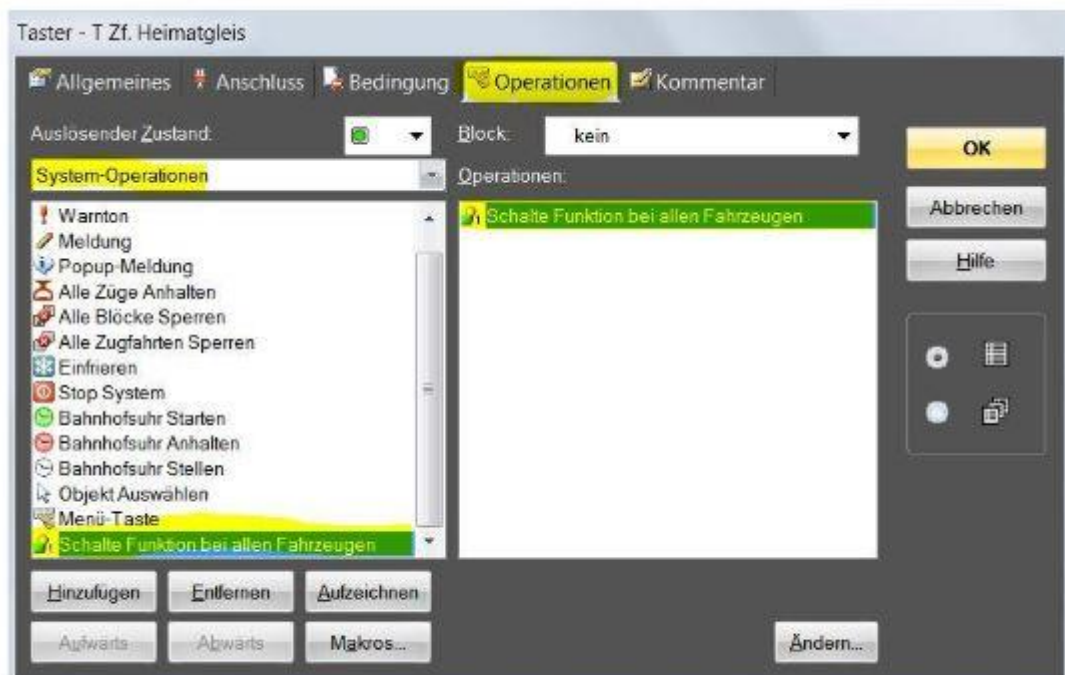 Taster - T Zf. Heimatgleis
Allgemeines Anschluss Bedingung Operationen Kommentar
Auslösender Zustand: Block: kein
OK
System-Operationen Operationen:
Warnton
Schalte Funktion bei allen Fahrzeugen
Abbrechen
Meldung
Popup-Meldung
Hilfe
Alle Züge Anhalten
Alle Blöcke Sperren
Alle Zugfahrten Sperren
Einfrieren
Stop System
Bahnhofsuhr Starten
Bahnhofsuhr Anhalten
Bahnhofsuhr Stellen
Objekt Auswählen
Menü-Taste
Schalte Funktion bei allen Fahrzeugen
Hinzufügen Entfernen Aufzeichnen
Aufwärts Abwärts Makros... Ändern...